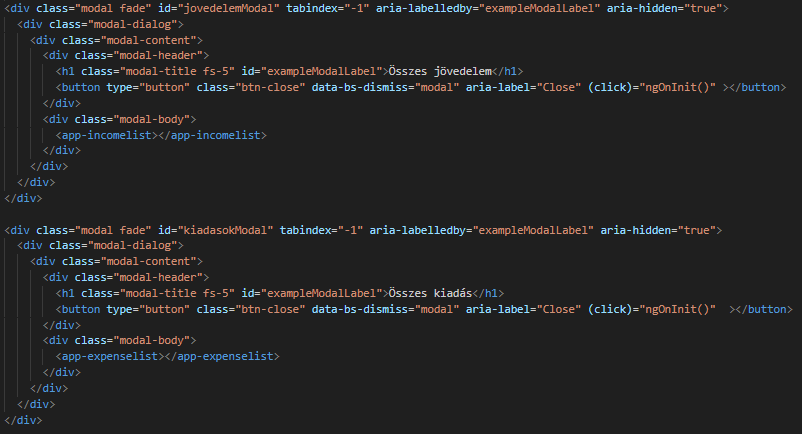 <div class="modal fade" id="jovedelemModal" tabindex="-1" aria-labelledby="exampleModalLabel" aria-hidden="true">
<div class="modal-dialog">
<div class="modal-content">
<div class="modal-header">
<h1 class="modal-title fs-5" id="exampleModalLabel">Összes jövedelem</h1>
<button type="button" class="btn-close" data-bs-dismiss="modal" aria-label="Close" (click)="ngOnInit()" ></button>
</div>
<div class="modal-body">
<app-incomelist></app-incomelist>
</div>
</div>
</div>
</div>
<div class="modal fade" id="kiadasokModal" tabindex="-1" aria-labelledby="exampleModalLabel" aria-hidden="true">
<div class="modal-dialog">
<div class="modal-content">
<div class="modal-header">
<h1 class="modal-title fs-5" id="exampleModalLabel">Összes kiadás</h1>
<button type="button" class="btn-close" data-bs-dismiss="modal" aria-label="Close" (click)="ngOnInit()"  ></button>
</div>
<div class="modal-body">
<app-expenselist></app-expenselist>
</div>
</div>
</div>
</div>